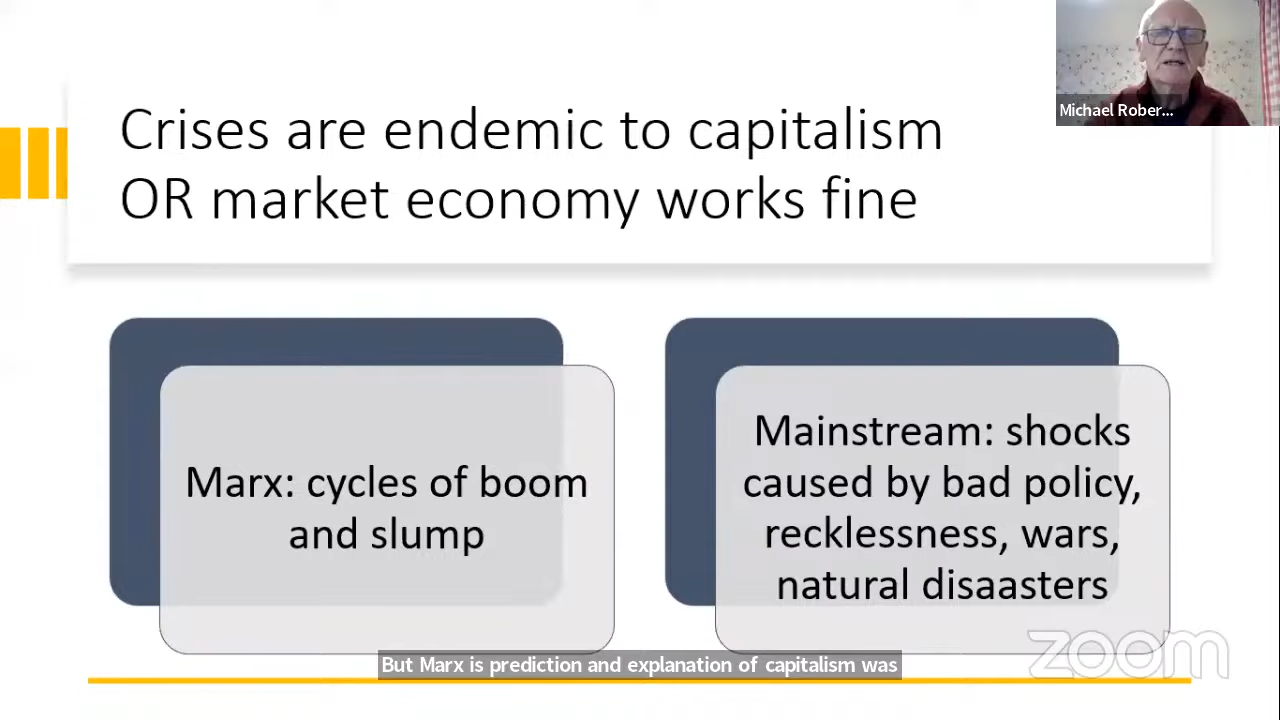 Michael Rober...
Crises are endemic to capitalism
OR market economy works fine
Marx: cycles of boom
and slump
Mainstream: shocks
caused by bad policy,
recklessness, wars,
natural disaasters
But Marx is prediction and explanation of capitalism was
zoom